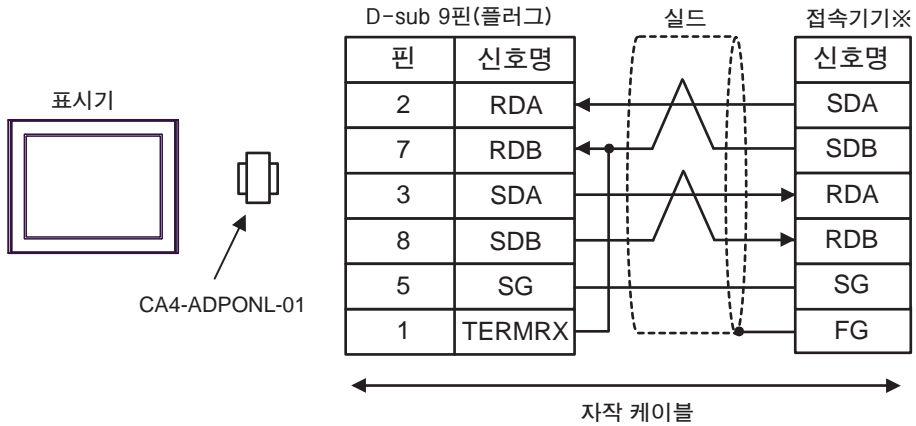 D-sub 9핀(플러그)
실드
접속기기※
핀 신호명 신호명
표시기
2 RDA SDA
7 RDB SDB
3 SDA RDA
8 SDB RDB
5 SG SG
1 TERMRX FG
CA4-ADPONL-01
자작 케이블